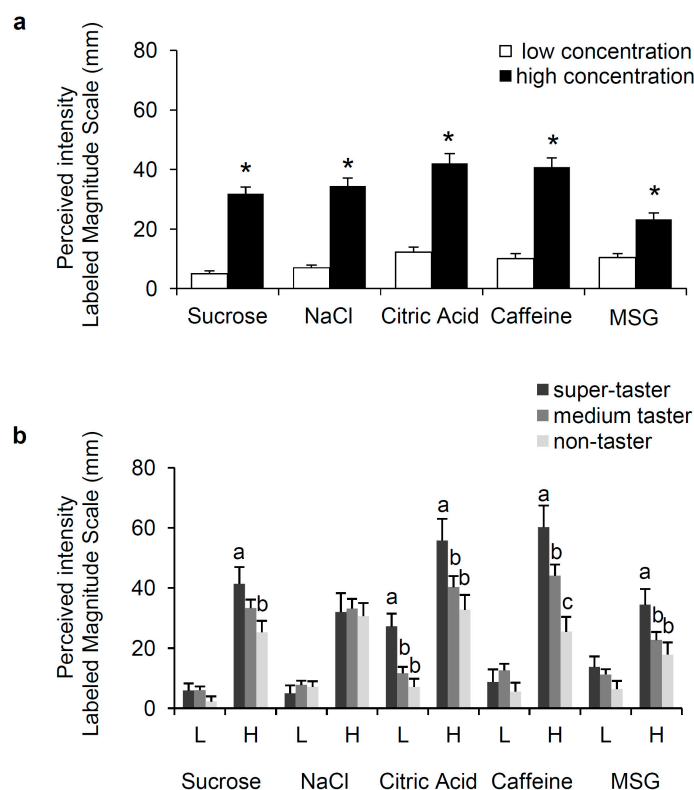 a
low concentration
high concentration
Perceived intensity
Labeled Magnitude Scale (mm)
80
60
40
20
0
* * * * *
Sucrose NaCl Citric Acid Caffeine MSG
b
super-taster
medium taster
non-taster
Perceived intensity
Labeled Magnitude Scale (mm)
80
60
40
20
0
a b a b b a b b a b c a b b
L H L H L H L H L H
Sucrose NaCl Citric Acid Caffeine MSG